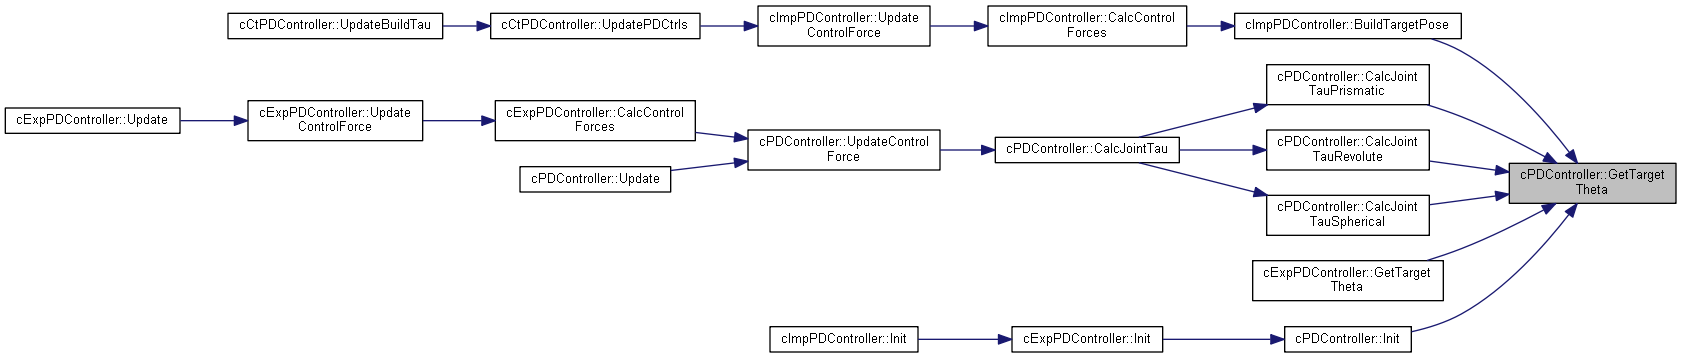 cCtPDController::UpdateBuildTau
cCtPDController::UpdatePDCtrls
cImpPDController::Update
ControlForce
cImpPDController::CalcControl
Forces
cImpPDController::BuildTargetPose
cExpPDController::Update
cExpPDController::Update
ControlForce
cExpPDController::CalcControl
Forces
cPDController::Update
cPDController::UpdateControl
Force
cPDController::CalcJointTau
cPDController::CalcJoint
TauPrismatic
cPDController::CalcJoint
TauRevolute
cPDController::CalcJoint
TauSpherical
cPDController::GetTarget
Theta
cExpPDController::GetTarget
Theta
cImpPDController::Init
cExpPDController::Init
cPDController::Init